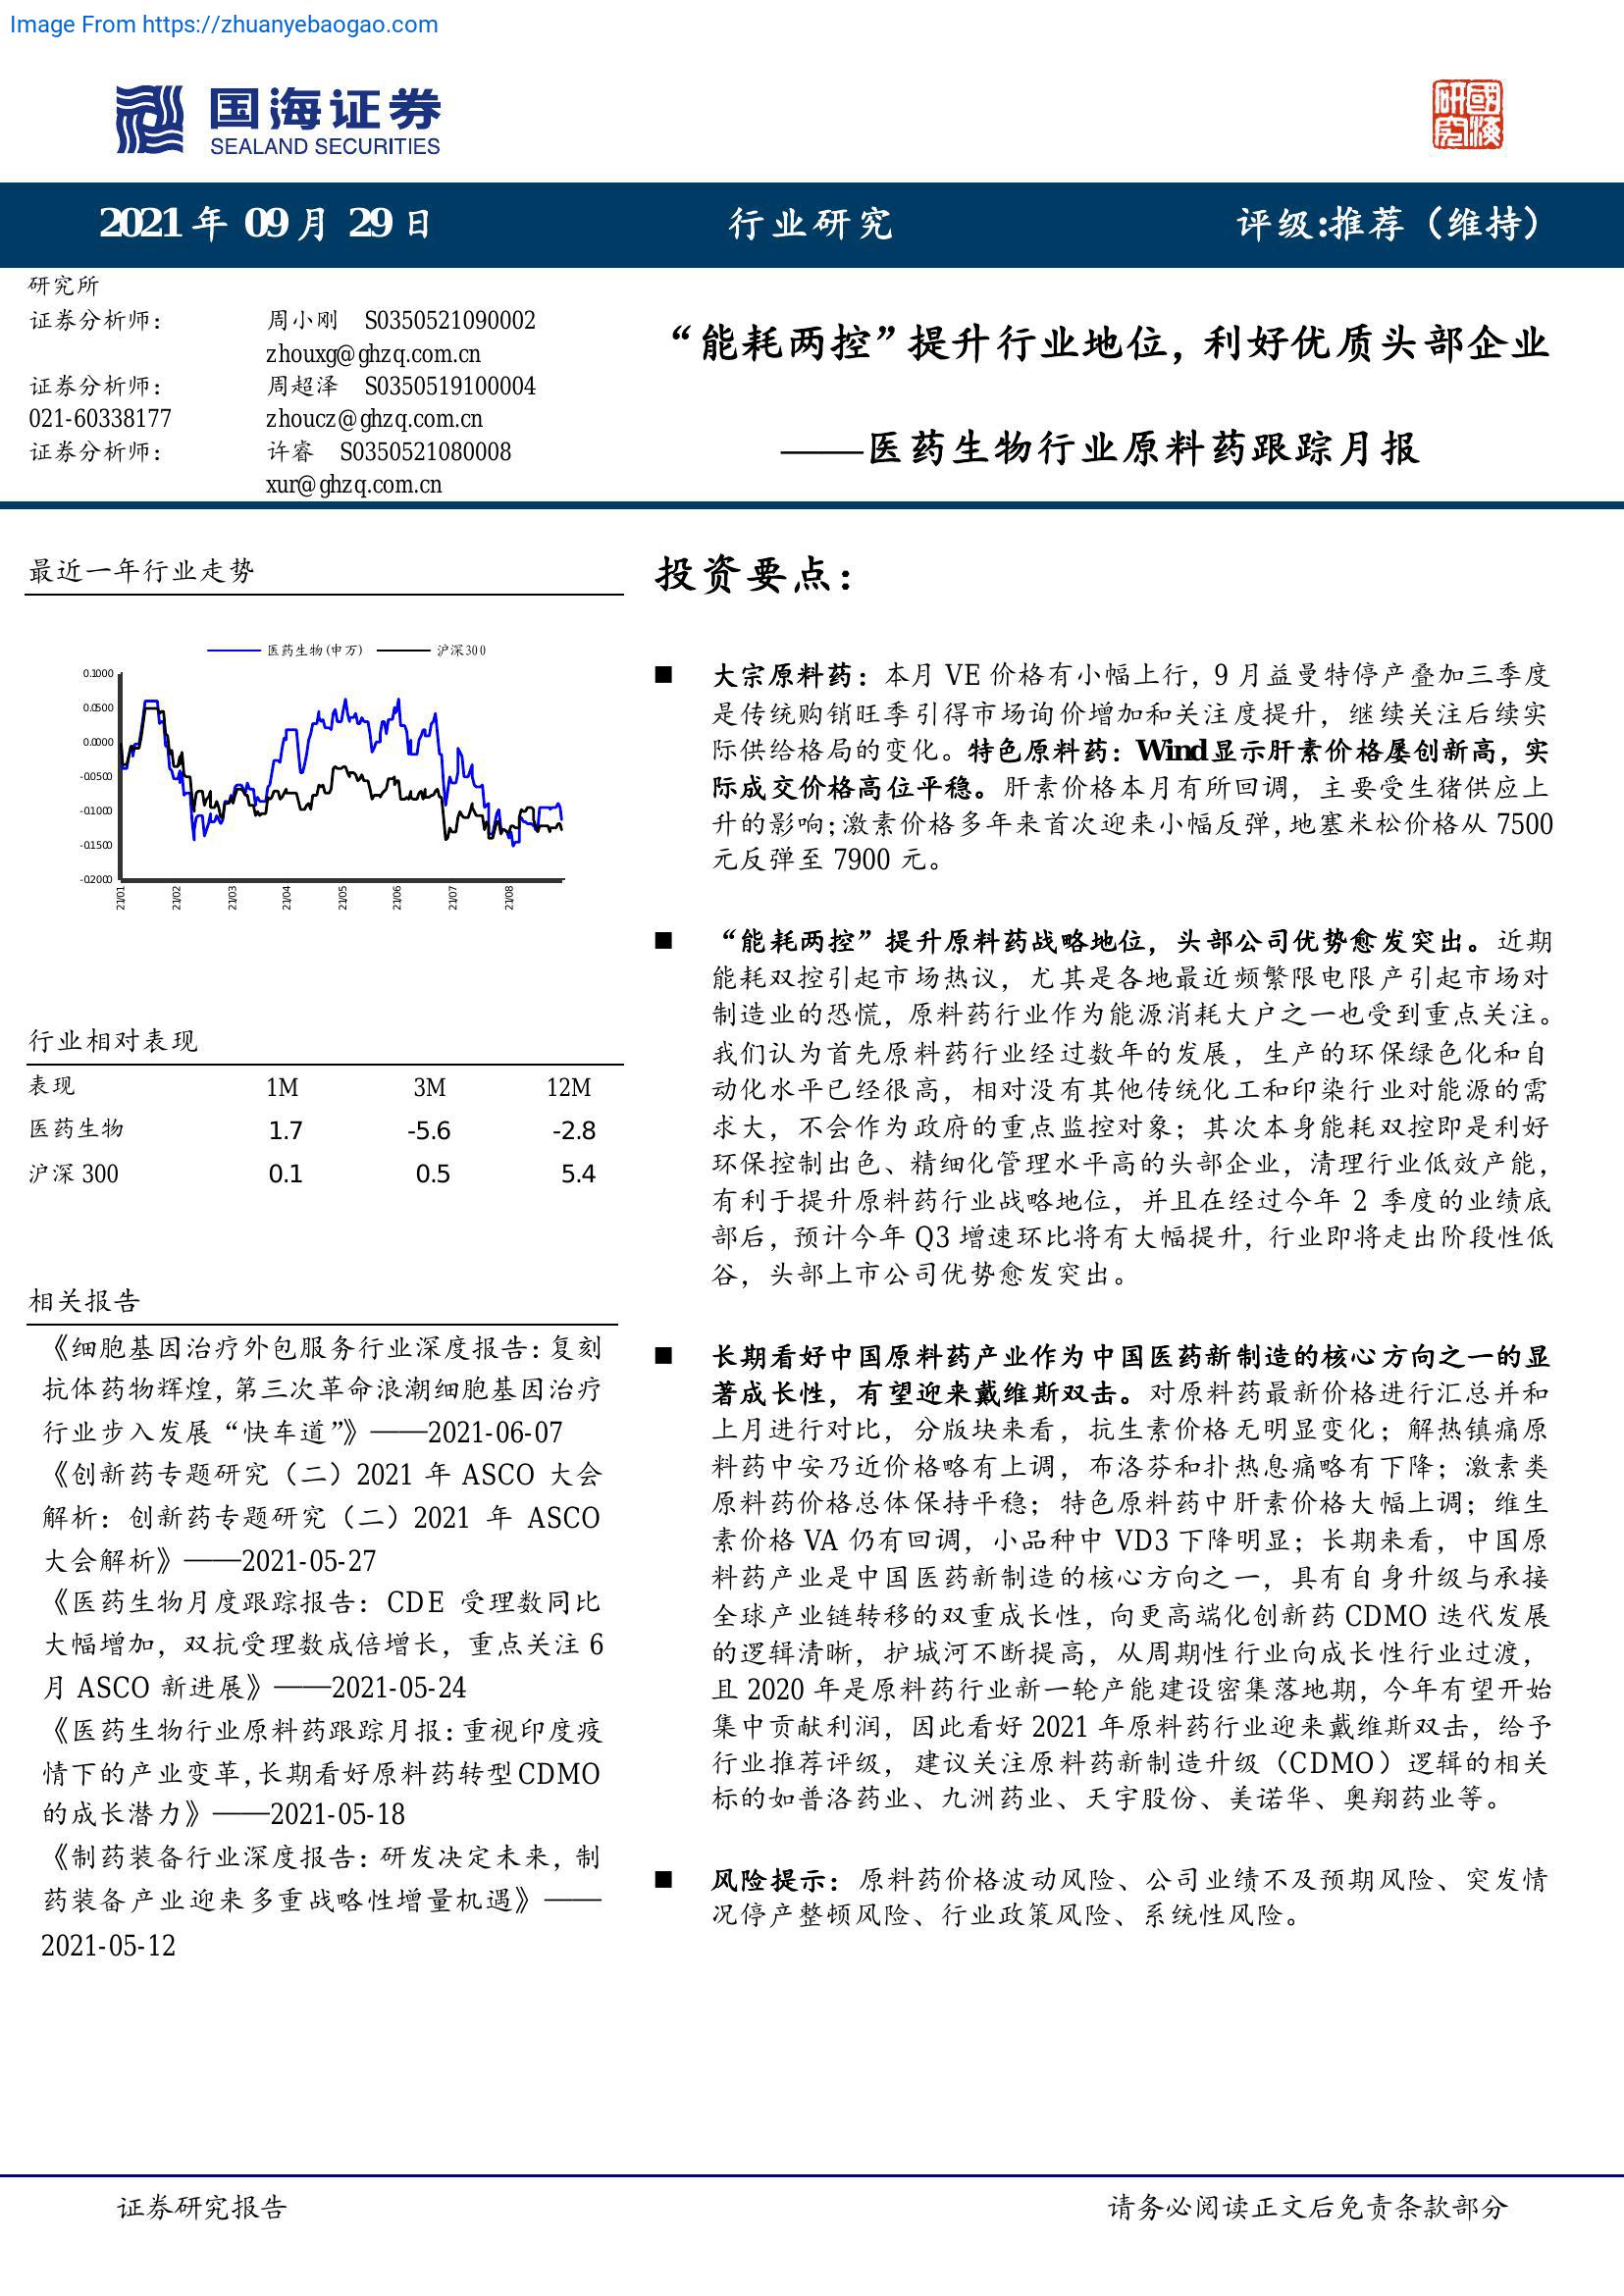 Image From https://zhuanyebaogao.com
国海证券
SEALAND SECURITIES
研國
究海
2021 年 09 月 29 日
行业研究
评级:推荐（维持）
研究所
证券分析师： 周小刚 S0350521090002
zhouxg@ghzq.com.cn
证券分析师： 周超泽 S0350519100004
021-60338177 zhoucz@ghzq.com.cn
证券分析师： 许睿 S0350521080008
xur@ghzq.com.cn
“能耗两控”提升行业地位，利好优质头部企业
——医药生物行业原料药跟踪月报
最近一年行业走势
医药生物(申万) 沪深300
0.1000
0.0500
0.0000
-0.0500
-0.1000
-0.1500
-0.2000
21/01 21/02 21/03 21/04 21/05 21/06 21/07 21/08
行业相对表现
表现 1M 3M 12M
医药生物 1.7 -5.6 -2.8
沪深 300 0.1 0.5 5.4
相关报告
《细胞基因治疗外包服务行业深度报告：复刻
抗体药物辉煌，第三次革命浪潮细胞基因治疗
行业步入发展“快车道”》——2021-06-07
《创新药专题研究（二）2021 年 ASCO 大会
解析：创新药专题研究（二）2021 年 ASCO
大会解析》——2021-05-27
《医药生物月度跟踪报告：CDE 受理数同比
大幅增加，双抗受理数成倍增长，重点关注 6
月 ASCO 新进展》——2021-05-24
《医药生物行业原料药跟踪月报：重视印度疫
情下的产业变革，长期看好原料药转型 CDMO
的成长潜力》——2021-05-18
《制药装备行业深度报告：研发决定未来，制
药装备产业迎来多重战略性增量机遇》——
2021-05-12
投资要点：
■ 大宗原料药：本月 VE 价格有小幅上行，9 月益曼特停产叠加三季度
是传统购销旺季引得市场询价增加和关注度提升，继续关注后续实
际供给格局的变化。特色原料药：Wind显示肝素价格屡创新高，实
际成交价格高位平稳。肝素价格本月有所回调，主要受生猪供应上
升的影响；激素价格多年来首次迎来小幅反弹，地塞米松价格从 7500
元反弹至 7900 元。
■ “能耗两控”提升原料药战略地位，头部公司优势愈发突出。近期
能耗双控引起市场热议，尤其是各地最近频繁限电限产引起市场对
制造业的恐慌，原料药行业作为能源消耗大户之一也受到重点关注。
我们认为首先原料药行业经过数年的发展，生产的环保绿色化和自
动化水平已经很高，相对没有其他传统化工和印染行业对能源的需
求大，不会作为政府的重点监控对象；其次本身能耗双控即是利好
环保控制出色、精细化管理水平高的头部企业，清理行业低效产能，
有利于提升原料药行业战略地位，并且在经过今年 2 季度的业绩底
部后，预计今年 Q3 增速环比将有大幅提升，行业即将走出阶段性低
谷，头部上市公司优势愈发突出。
■ 长期看好中国原料药产业作为中国医药新制造的核心方向之一的显
著成长性，有望迎来戴维斯双击。对原料药最新价格进行汇总并和
上月进行对比，分版块来看，抗生素价格无明显变化；解热镇痛原
料药中安乃近价格略有上调，布洛芬和扑热息痛略有下降；激素类
原料药价格总体保持平稳；特色原料药中肝素价格大幅上调；维生
素价格 VA 仍有回调，小品种中 VD3 下降明显；长期来看，中国原
料药产业是中国医药新制造的核心方向之一，具有自身升级与承接
全球产业链转移的双重成长性，向更高端化创新药 CDMO 迭代发展
的逻辑清晰，护城河不断提高，从周期性行业向成长性行业过渡，
且 2020 年是原料药行业新一轮产能建设密集落地期，今年有望开始
集中贡献利润，因此看好 2021 年原料药行业迎来戴维斯双击，给予
行业推荐评级，建议关注原料药新制造升级（CDMO）逻辑的相关
标的如普洛药业、九洲药业、天宇股份、美诺华、奥翔药业等。
■ 风险提示：原料药价格波动风险、公司业绩不及预期风险、突发情
况停产整顿风险、行业政策风险、系统性风险。
证券研究报告
请务必阅读正文后免责条款部分